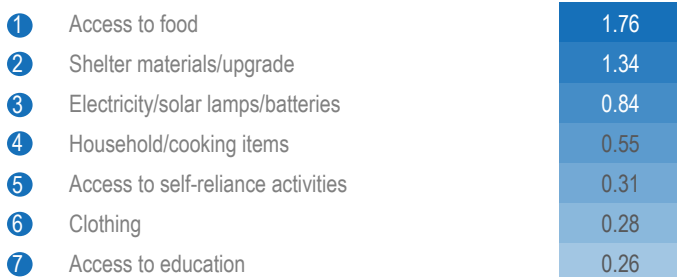 1 Access to food 1.76
2 Shelter materials/upgrade 1.34
3 Electricity/solar lamps/batteries 0.84
4 Household/cooking items 0.55
5 Access to self-reliance activities 0.31
6 Clothing 0.28
7 Access to education 0.26